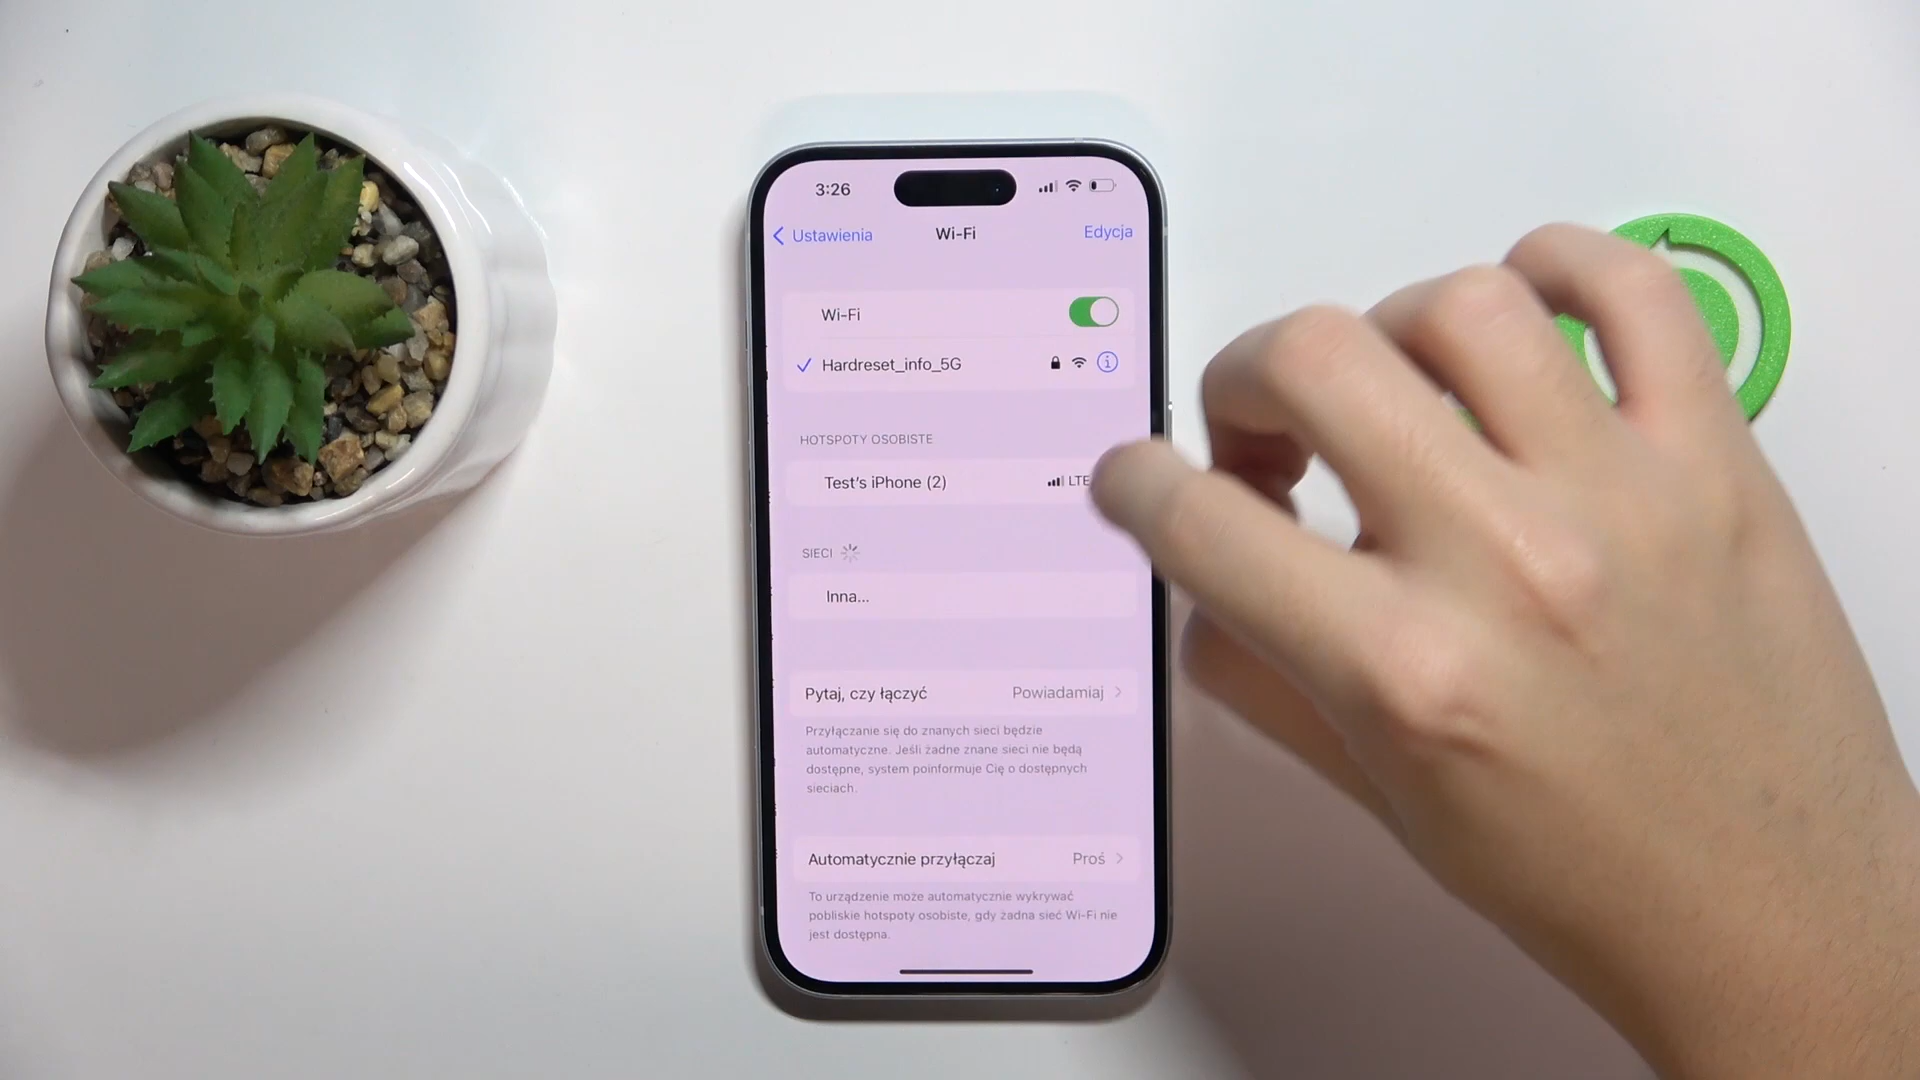 3:26
Ustawienia
Wi-Fi
Edycja
Wi-Fi
Hardreset_info_5G
HOTSPOTY OSOBISTE
Test's iPhone (2)
LTE
SIECI
Inna...
Pytaj, czy łączyć
Powiadamiaj
Przyłączanie się do znanych sieci będzie
automatyczne. Jeśli żadne znane sieci nie będą
dostępne, system poinformuje Cię o dostępnych
sieciach.
Automatycznie przyłączaj
Proś
To urządzenie może automatycznie wykrywać
pobliskie hotspoty osobiste, gdy żadna sieć Wi-Fi nie
jest dostępna.